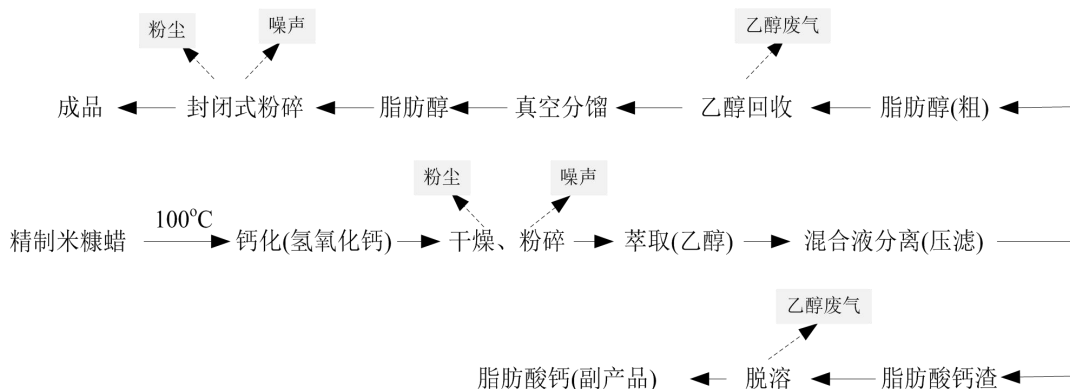 粉尘 噪声 乙醇废气
成品 封闭式粉碎 脂肪醇 真空分馏 乙醇回收 脂肪醇(粗)
粉尘 噪声
精制米糠蜡 100°C 钙化(氢氧化钙) 干燥、粉碎 萃取(乙醇) 混合液分离(压滤)
乙醇废气
脂肪酸钙(副产品) 脱溶 脂肪酸钙渣